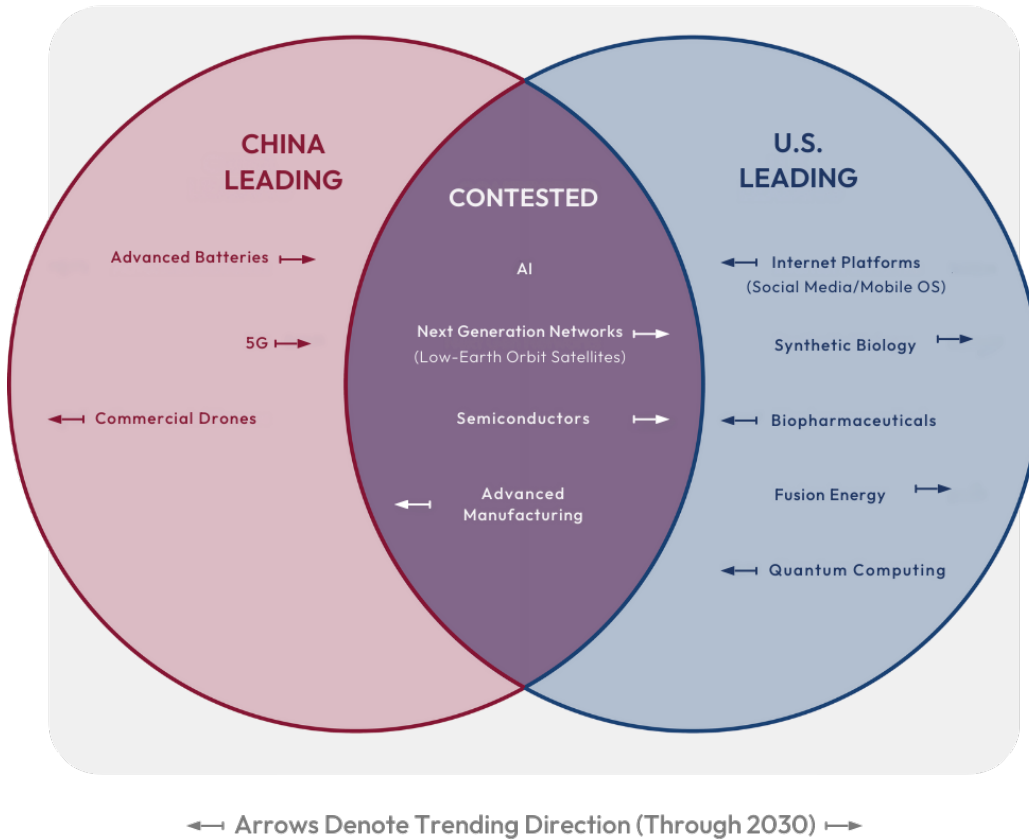 CHINA
LEADING
Advanced Batteries
5G
Commercial Drones
CONTESTED
AI
Next Generation Networks
(Low-Earth Orbit Satellites)
Semiconductors
Advanced
Manufacturing
U.S.
LEADING
Internet Platforms
(Social Media/Mobile OS)
Synthetic Biology
Biopharmaceuticals
Fusion Energy
Quantum Computing
Arrows Denote Trending Direction (Through 2030)